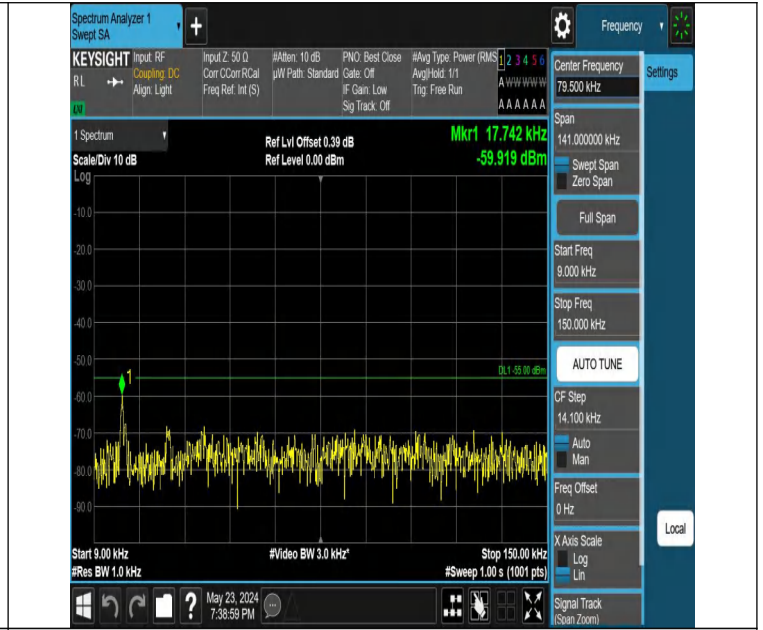 Spectrum Analyzer 1
Swept SA
+
Frequency
KEYSIGHT
RL
Input: RF
Coupling: DC
Align: Light
Input Z: 50 Ω
Corr CCorr RCal
Freq Ref: Int (S)
#Atten: 10 dB
µW Path: Standard
PNO: Best Close
Gate: Off
IF Gain: Low
Sig Track: Off
#Avg Type: Power (RMS
Avg|Hold: 1/1
Trig: Free Run
1 2 3 4 5 6
A W W W W W
A A A A A A
1 Spectrum
Scale/Div 10 dB
Ref Lvl Offset 0.39 dB
Ref Level 0.00 dBm
Mkr1 17.742 kHz
-59.919 dBm
Log
-10.0
-20.0
-30.0
-40.0
-50.0
-60.0
-70.0
-80.0
-90.0
1
DL1 -55.00 dBm
Start 9.00 kHz
#Res BW 1.0 kHz
#Video BW 3.0 kHz*
Stop 150.00 kHz
#Sweep 1.00 s (1001 pts)
Center Frequency
79.500 kHz
Settings
Span
141.000000 kHz
Swept Span
Zero Span
Full Span
Start Freq
9.000 kHz
Stop Freq
150.000 kHz
AUTO TUNE
CF Step
14.100 kHz
Auto
Man
Freq Offset
0 Hz
X Axis Scale
Log
Lin
Local
Signal Track
(Span Zoom)
?
May 23, 2024
7:38:59 PM